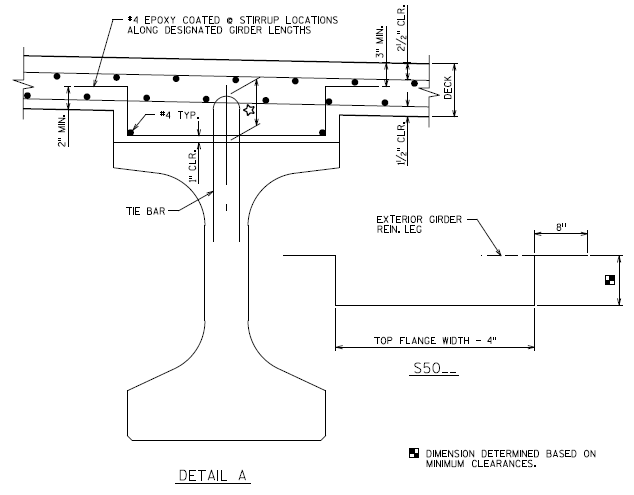 #4 EPOXY COATED @ STIRRUP LOCATIONS
ALONG DESIGNATED GIRDER LENGTHS
3" MIN.
2½" CLR.
DECK
2" MIN.
#4 TYP.
1" CLR.
1½" CLR.
TIE BAR
EXTERIOR GIRDER
REIN. LEG
8"
TOP FLANGE WIDTH - 4"
S50__
DIMENSION DETERMINED BASED ON
MINIMUM CLEARANCES.
DETAIL A